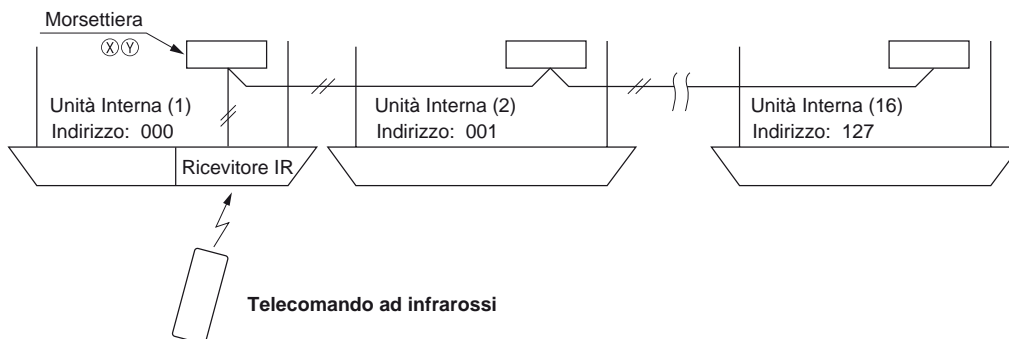 Morsettiera
Ⓧ Ⓨ
Unità Interna (1)
Indirizzo: 000
Unità Interna (2)
Indirizzo: 001
Unità Interna (16)
Indirizzo: 127
Ricevitore IR
Telecomando ad infrarossi